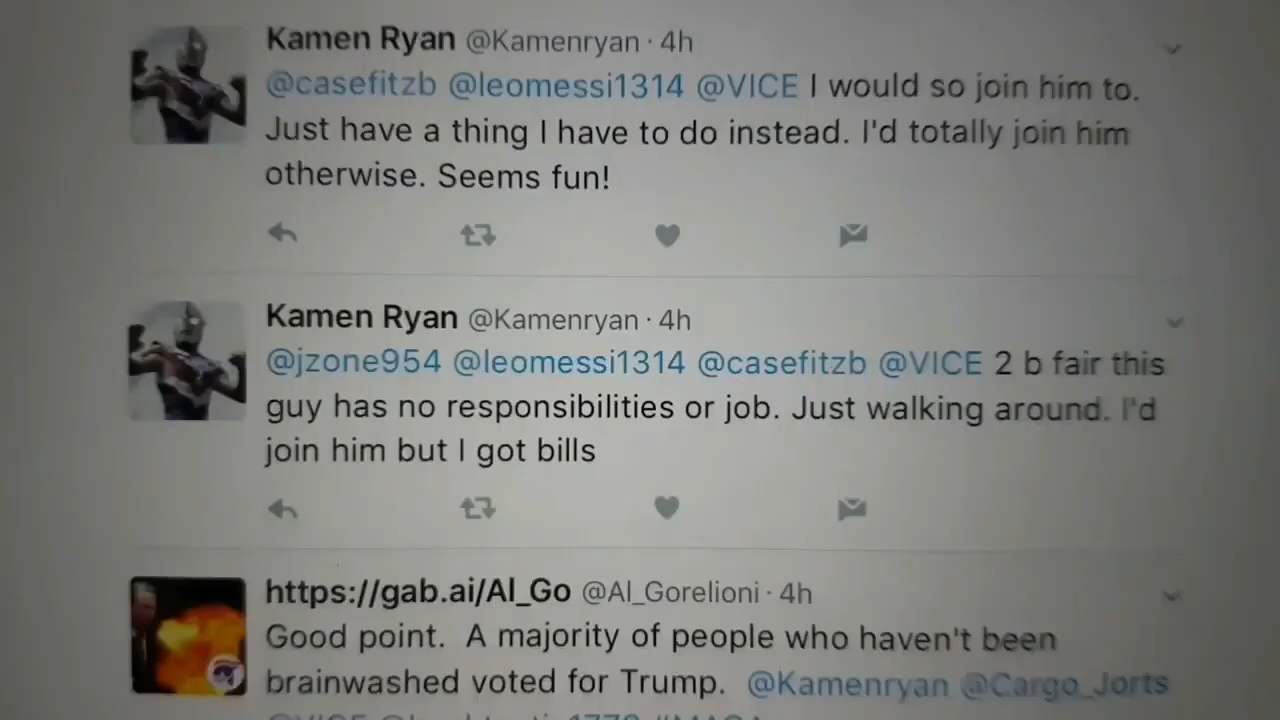 Kamen Ryan @Kamenryan · 4h
@casefitzb @leomessi1314 @VICE I would so join him to.
Just have a thing I have to do instead. I'd totally join him
otherwise. Seems fun!
Kamen Ryan @Kamenryan · 4h
@jzone954 @leomessi1314 @casefitzb @VICE 2 b fair this
guy has no responsibilities or job. Just walking around. I'd
join him but I got bills
https://gab.ai/Al_Go @Al_Gorelioni · 4h
Good point.  A majority of people who haven't been
brainwashed voted for Trump.  @Kamenryan @Cargo_Jorts